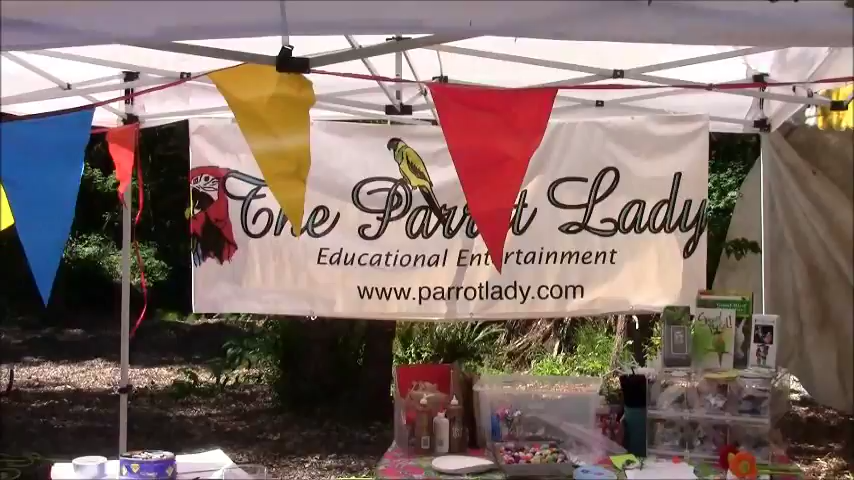 The Parrot Lady
Educational Entertainment
www.parrotlady.com